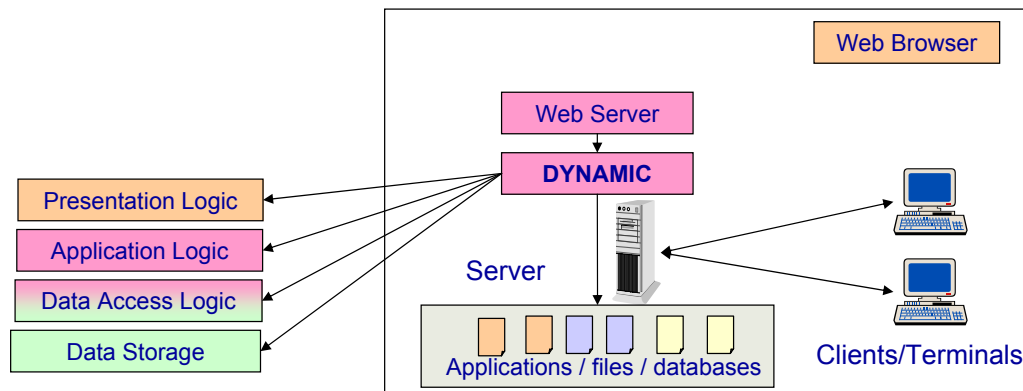 Web Browser
Web Server
DYNAMIC
Presentation Logic
Application Logic
Data Access Logic
Data Storage
Server
Applications / files / databases
Clients/Terminals